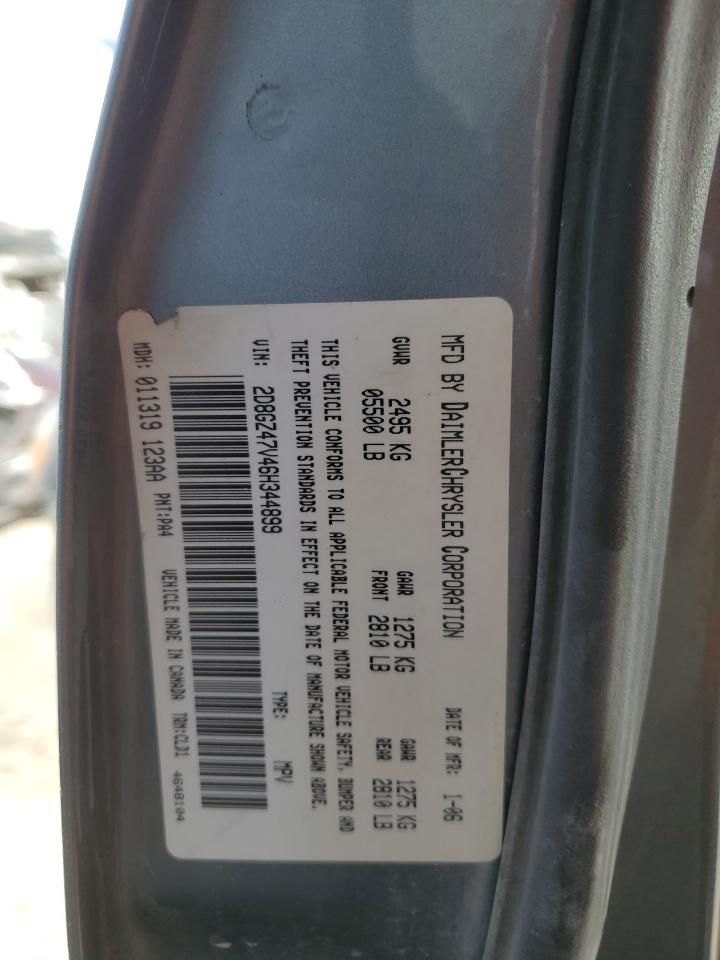 MFD BY DAIMLERCHRYSLER CORPORATION DATE OF MFR: 1-06
GVWR 2495 KG GAWR 1275 KG GAWR 1275 KG
05500 LB FRONT 2810 LB REAR 2810 LB
THIS VEHICLE CONFORMS TO ALL APPLICABLE FEDERAL MOTOR VEHICLE SAFETY, BUMPER AND
THEFT PREVENTION STANDARDS IN EFFECT ON THE DATE OF MANUFACTURE SHOWN ABOVE.
VIN: 2D8GZ47V46H344899 TYPE: MPV
MDH: 011319 123AA PNT:PA4 VEHICLE MADE IN CANADA TRM:CLD1 4648104